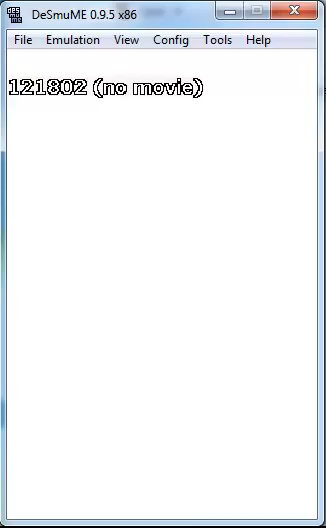 DeSmuME 0.9.5 x86
File Emulation View Config Tools Help
121802 (no movie)